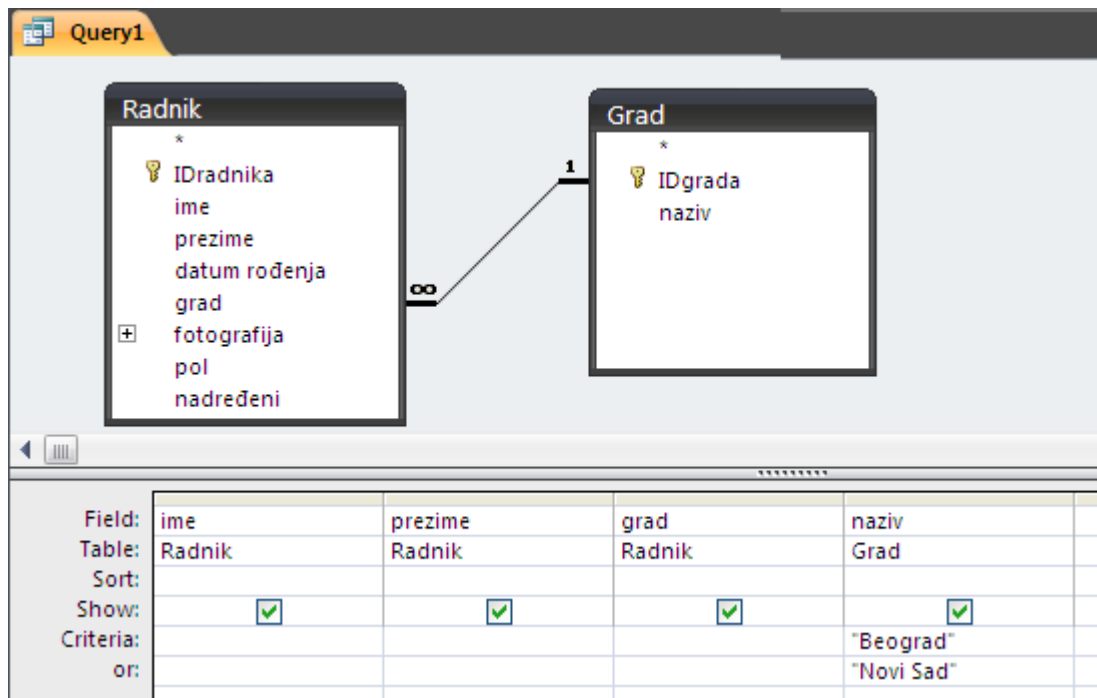 Query1
Radnik
*
IDradnika
ime
prezime
datum rođenja
grad
fotografija
pol
nadređeni
∞
1
Grad
*
IDgrada
naziv
Field: ime prezime grad naziv
Table: Radnik Radnik Radnik Grad
Sort:
Show:
Criteria: "Beograd"
or: "Novi Sad"